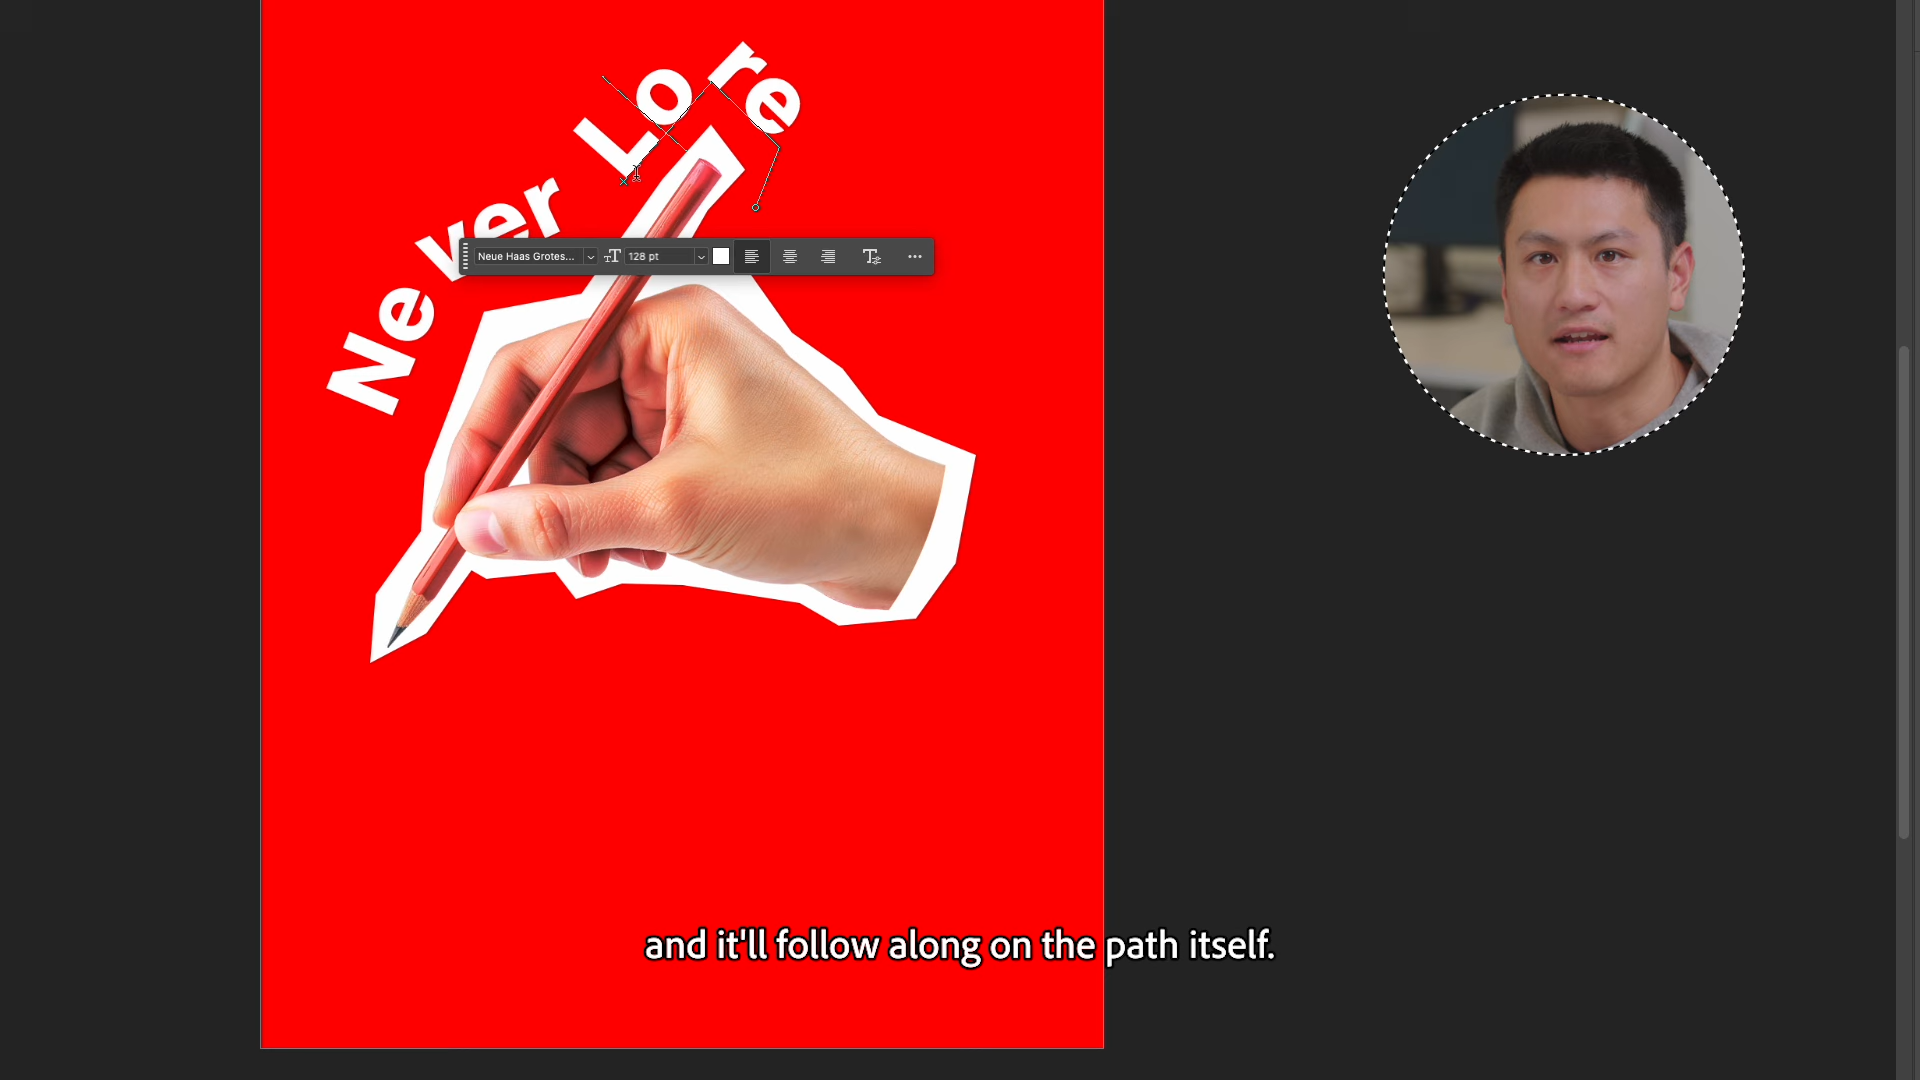 Never Lore
Neue Haas Grotes...
128 pt
and it'll follow along on the path itself.